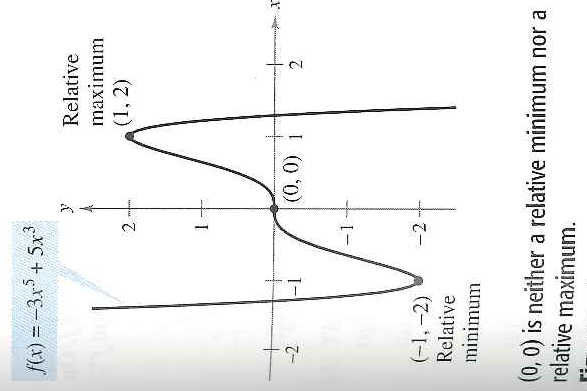 f(x) = −3x⁵ + 5x³
y
Relative
maximum
(1, 2)
2
1
(0, 0)
−2
−1
1
2
x
−1
−2
(−1, −2)
Relative
minimum
(0, 0) is neither a relative minimum nor a
relative maximum.